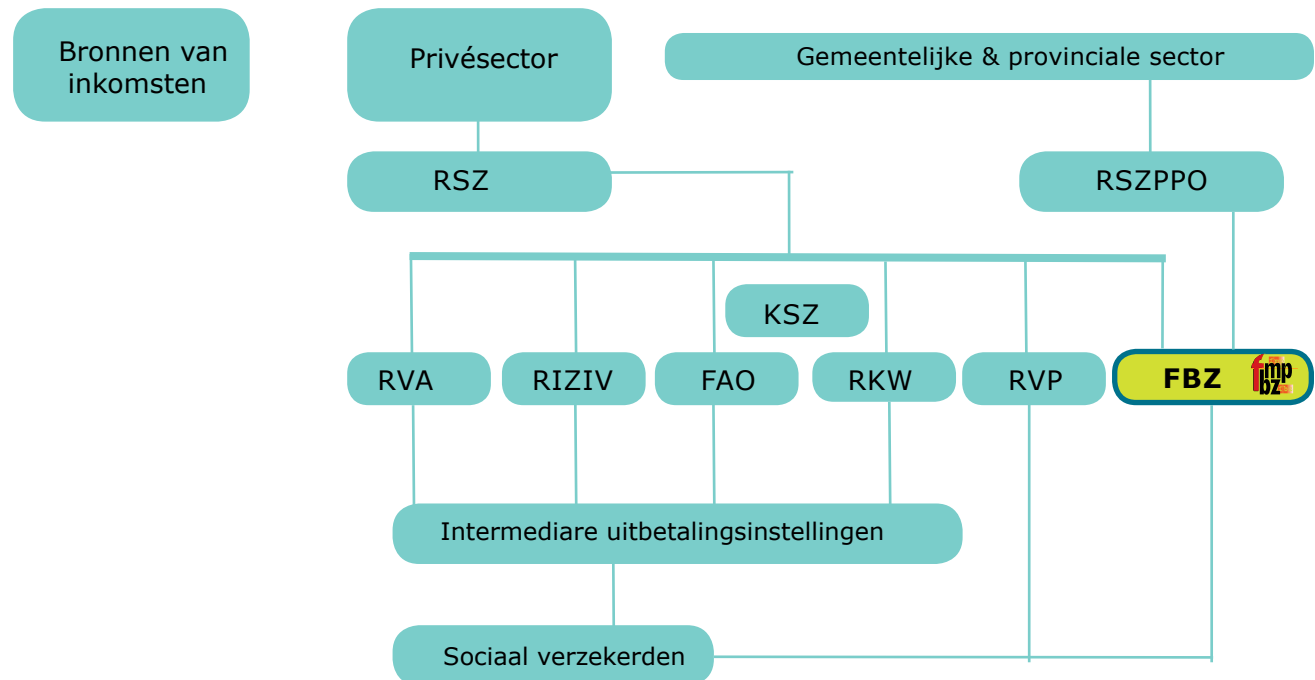 Bronnen van
inkomsten
Privésector
Gemeentelijke & provinciale sector
RSZ
RSZPPO
KSZ
RVA
RIZIV
FAO
RKW
RVP
FBZ
fmp
bz
Intermediare uitbetalingsinstellingen
Sociaal verzekerden